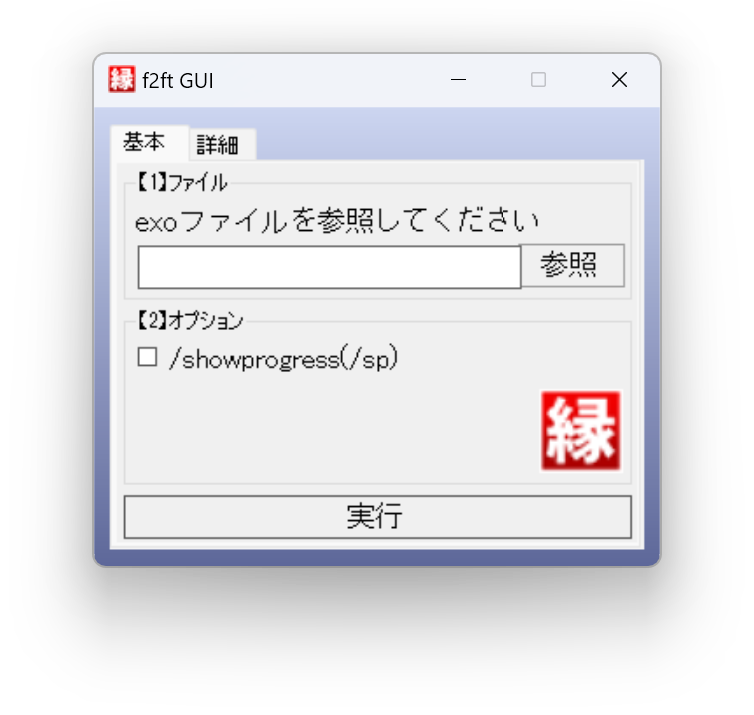 縁 f2ft GUI
基本 詳細
【1】ファイル
exoファイルを参照してください
参照
【2】オプション
/showprogress(/sp)
縁
実行